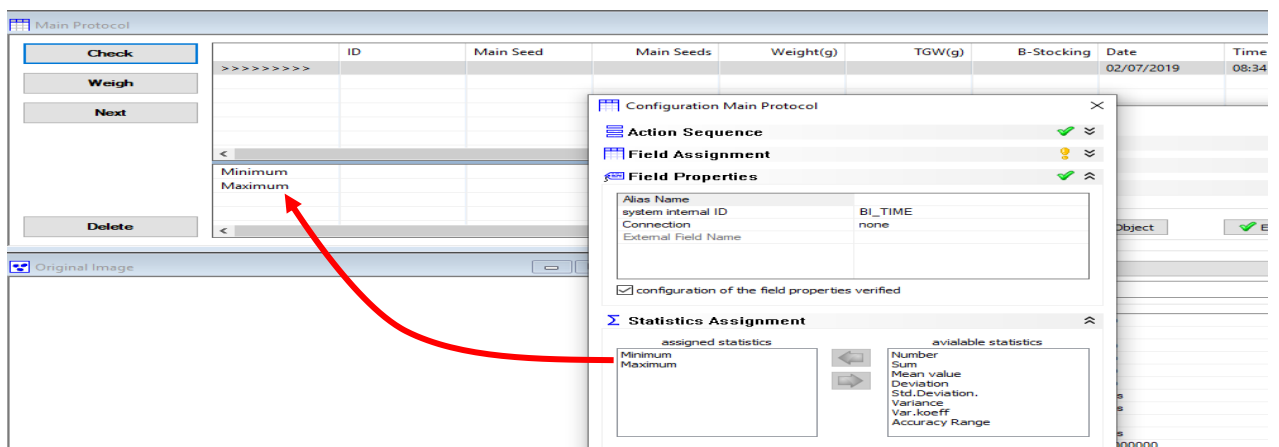 Main Protocol
Check
Weigh
Next
Delete
ID Main Seed Main Seeds Weight(g) TGW(g) B-Stocking Date Time
>>>>>>>>> 02/07/2019 08:34
<
Minimum
Maximum
<
Original Image
Configuration Main Protocol
Action Sequence
Field Assignment
Field Properties
Alias Name
system internal ID BI_TIME
Connection none
External Field Name
configuration of the field properties verified
Σ Statistics Assignment
assigned statistics
Minimum
Maximum
avialable statistics
Number
Sum
Mean value
Deviation
Std.Deviation.
Variance
Var.koeff
Accuracy Range
Object E